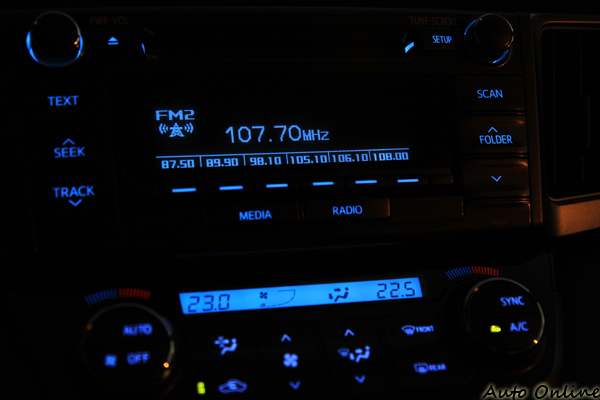 PWR·VOL
TUNE·SCROLL
SETUP
TEXT
SCAN
FM2
107.70MHz
FOLDER
SEEK
87.50 89.90 98.10 105.10 106.10 108.00
TRACK
MEDIA RADIO
23.0 22.5
SYNC
AUTO
FRONT
A/C
OFF
REAR
Auto Online